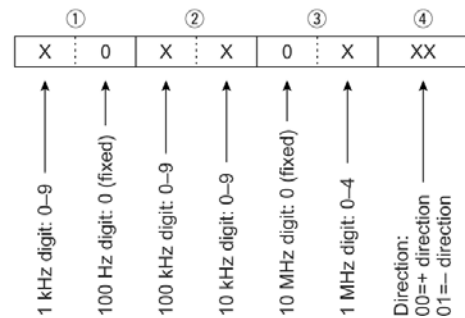 ① ② ③ ④
X 0 X X 0 X XX
1 kHz digit: 0–9
100 Hz digit: 0 (fixed)
100 kHz digit: 0–9
10 kHz digit: 0–9
10 MHz digit: 0 (fixed)
1 MHz digit: 0–4
Direction:
00=+ direction
01=– direction